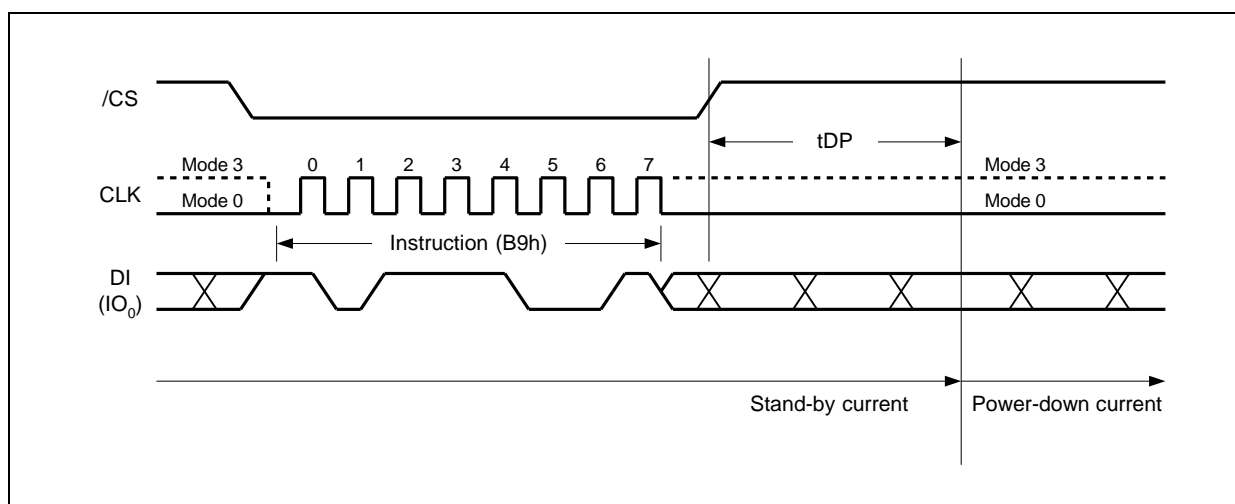 /CS
tDP
Mode 3 0 1 2 3 4 5 6 7 Mode 3
CLK
Mode 0 Mode 0
Instruction (B9h)
DI
(IO0)
Stand-by current Power-down current